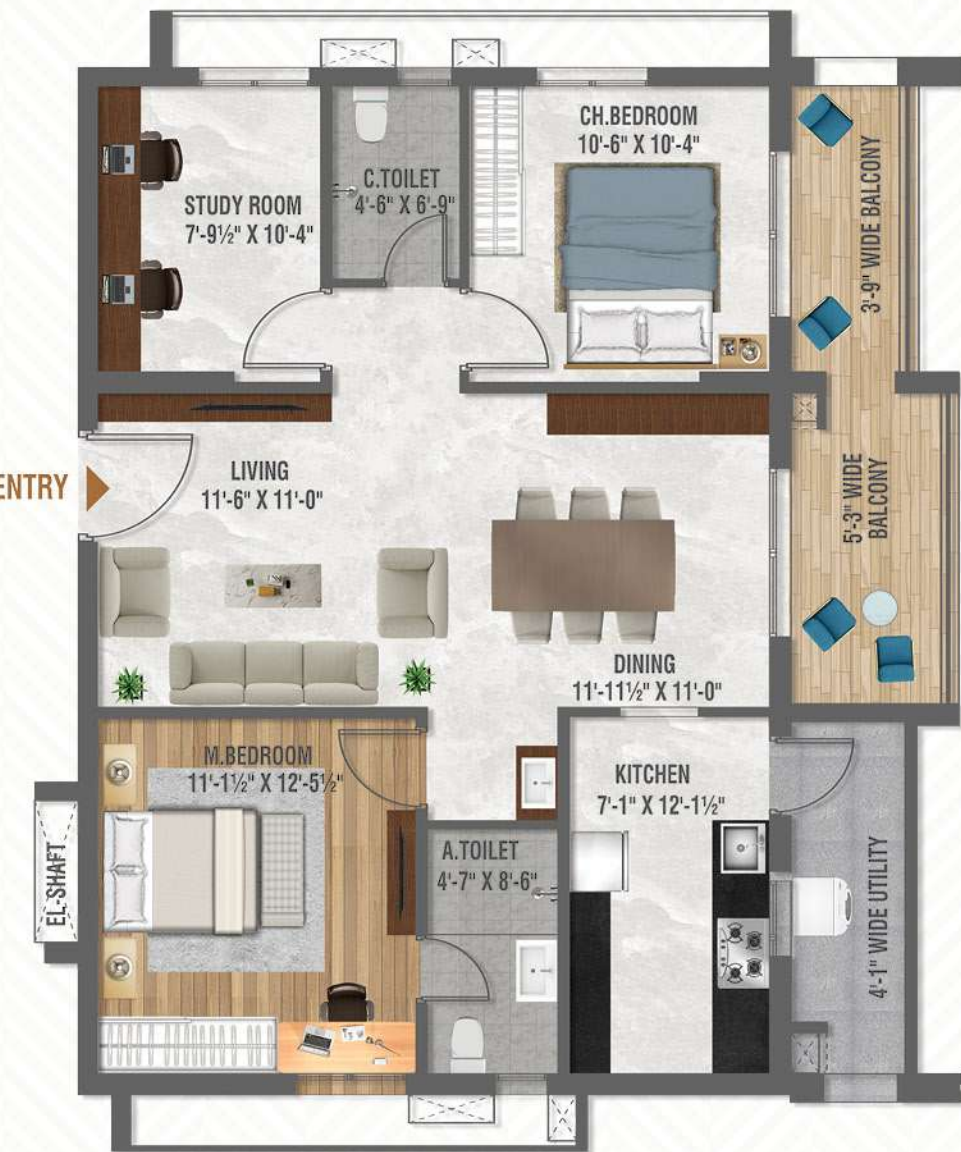 CH.BEDROOM
10'-6" X 10'-4"
C.TOILET
4'-6" X 6'-9"
STUDY ROOM
7'-9½" X 10'-4"
3'-9" WIDE BALCONY
ENTRY
LIVING
11'-6" X 11'-0"
5'-3" WIDE
BALCONY
DINING
11'-11½" X 11'-0"
M.BEDROOM
11'-1½" X 12'-5½"
KITCHEN
7'-1" X 12'-1½"
EL-SHAFT
A.TOILET
4'-7" X 8'-6"
4'-1" WIDE UTILITY